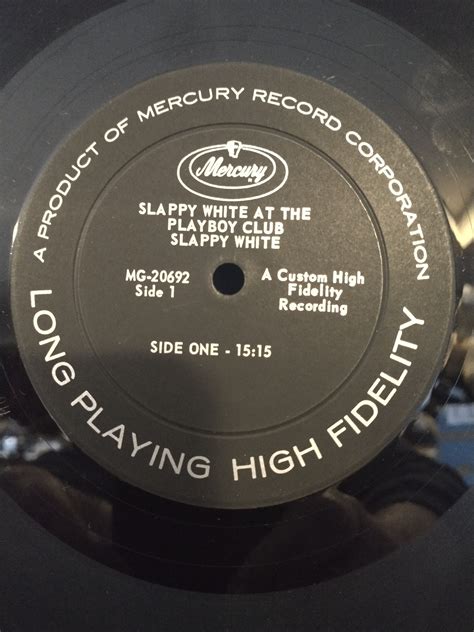 A PRODUCT OF MERCURY RECORD CORPORATION
Mercury
SLAPPY WHITE AT THE
PLAYBOY CLUB
SLAPPY WHITE
MG-20692
Side 1
A Custom High
Fidelity
Recording
SIDE ONE - 15:15
LONG PLAYING HIGH FIDELITY